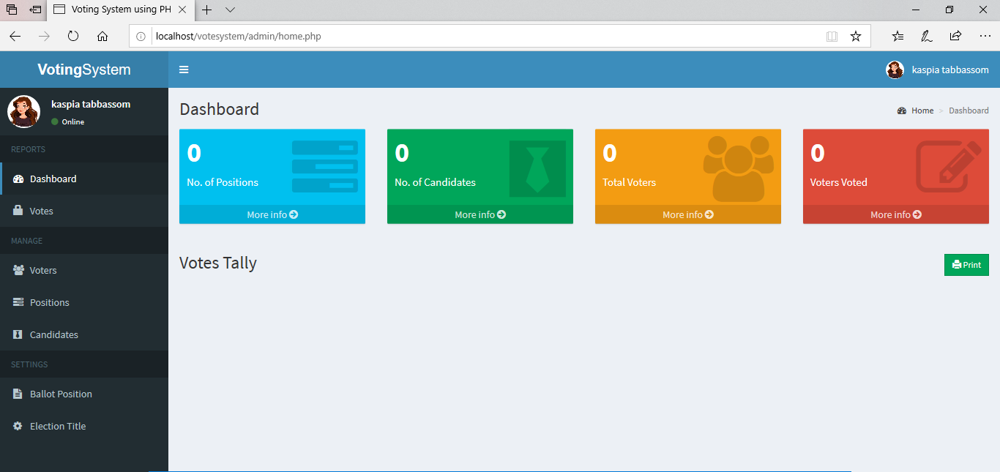 Voting System using PH
localhost/votesystem/admin/home.php
VotingSystem
kaspia tabbassom
kaspia tabbassom
Online
REPORTS
Dashboard
Votes
MANAGE
Voters
Positions
Candidates
SETTINGS
Ballot Position
Election Title
Dashboard
Home > Dashboard
0
No. of Positions
More info
0
No. of Candidates
More info
0
Total Voters
More info
0
Voters Voted
More info
Votes Tally
Print